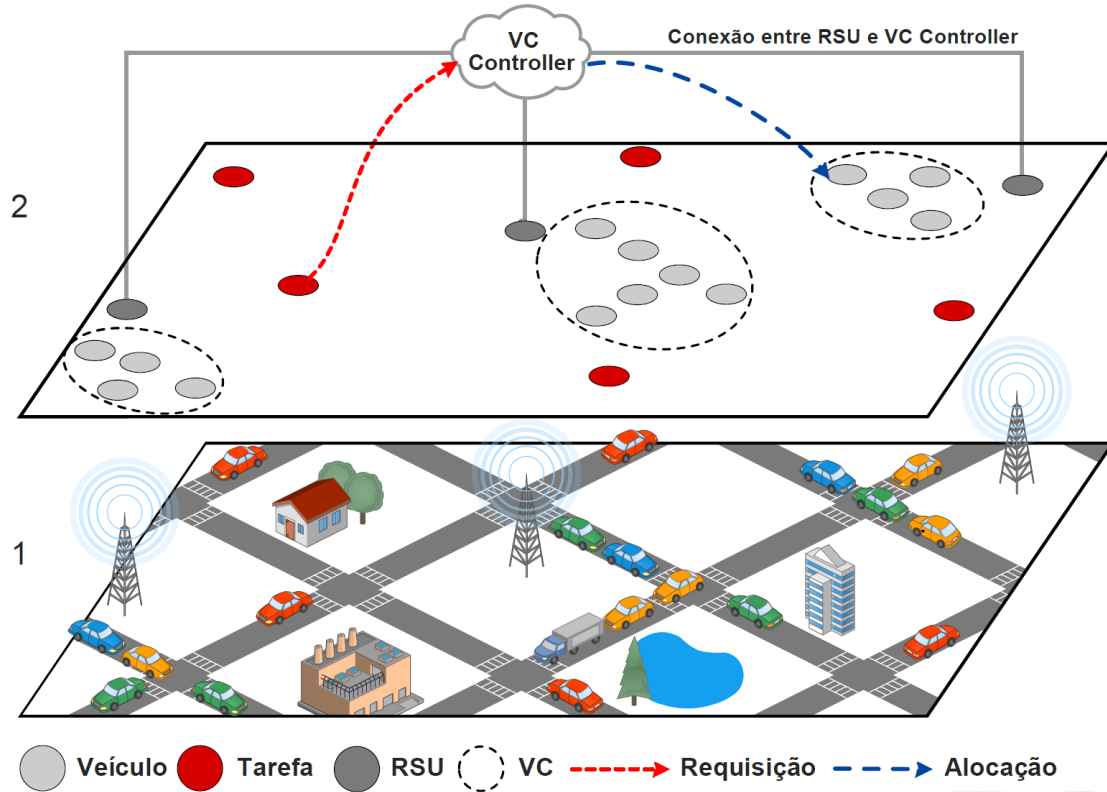 VC
Controller
Conexão entre RSU e VC Controller
2
1
Veículo
Tarefa
RSU
VC
Requisição
Alocação